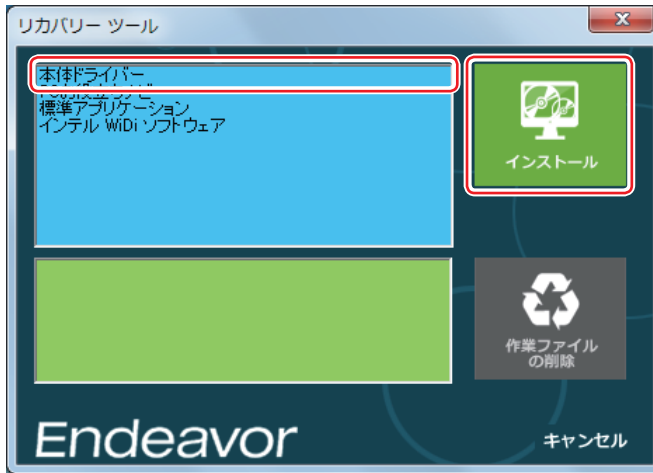 リカバリー ツール
本体ドライバー
標準アプリケーション
インテル WiDi ソフトウェア
インストール
作業ファイル
の削除
Endeavor
キャンセル